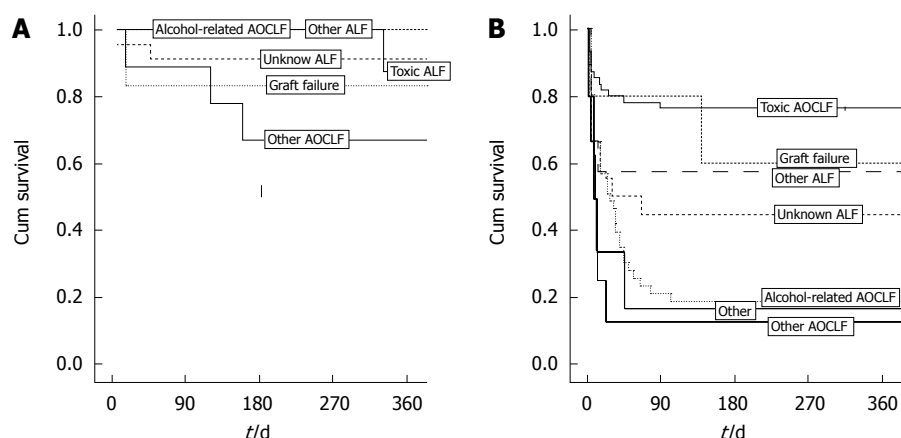 A
Cum survival
1.0
0.8
0.6
0.4
0.2
0.0
Alcohol-related AOCLF
Other ALF
Unknow ALF
Toxic ALF
Graft failure
Other AOCLF
0 90 180 270 360
t/d
B
Cum survival
1.0
0.8
0.6
0.4
0.2
0.0
Toxic AOCLF
Graft failure
Other ALF
Unknown ALF
Alcohol-related AOCLF
Other
Other AOCLF
0 90 180 270 360
t/d